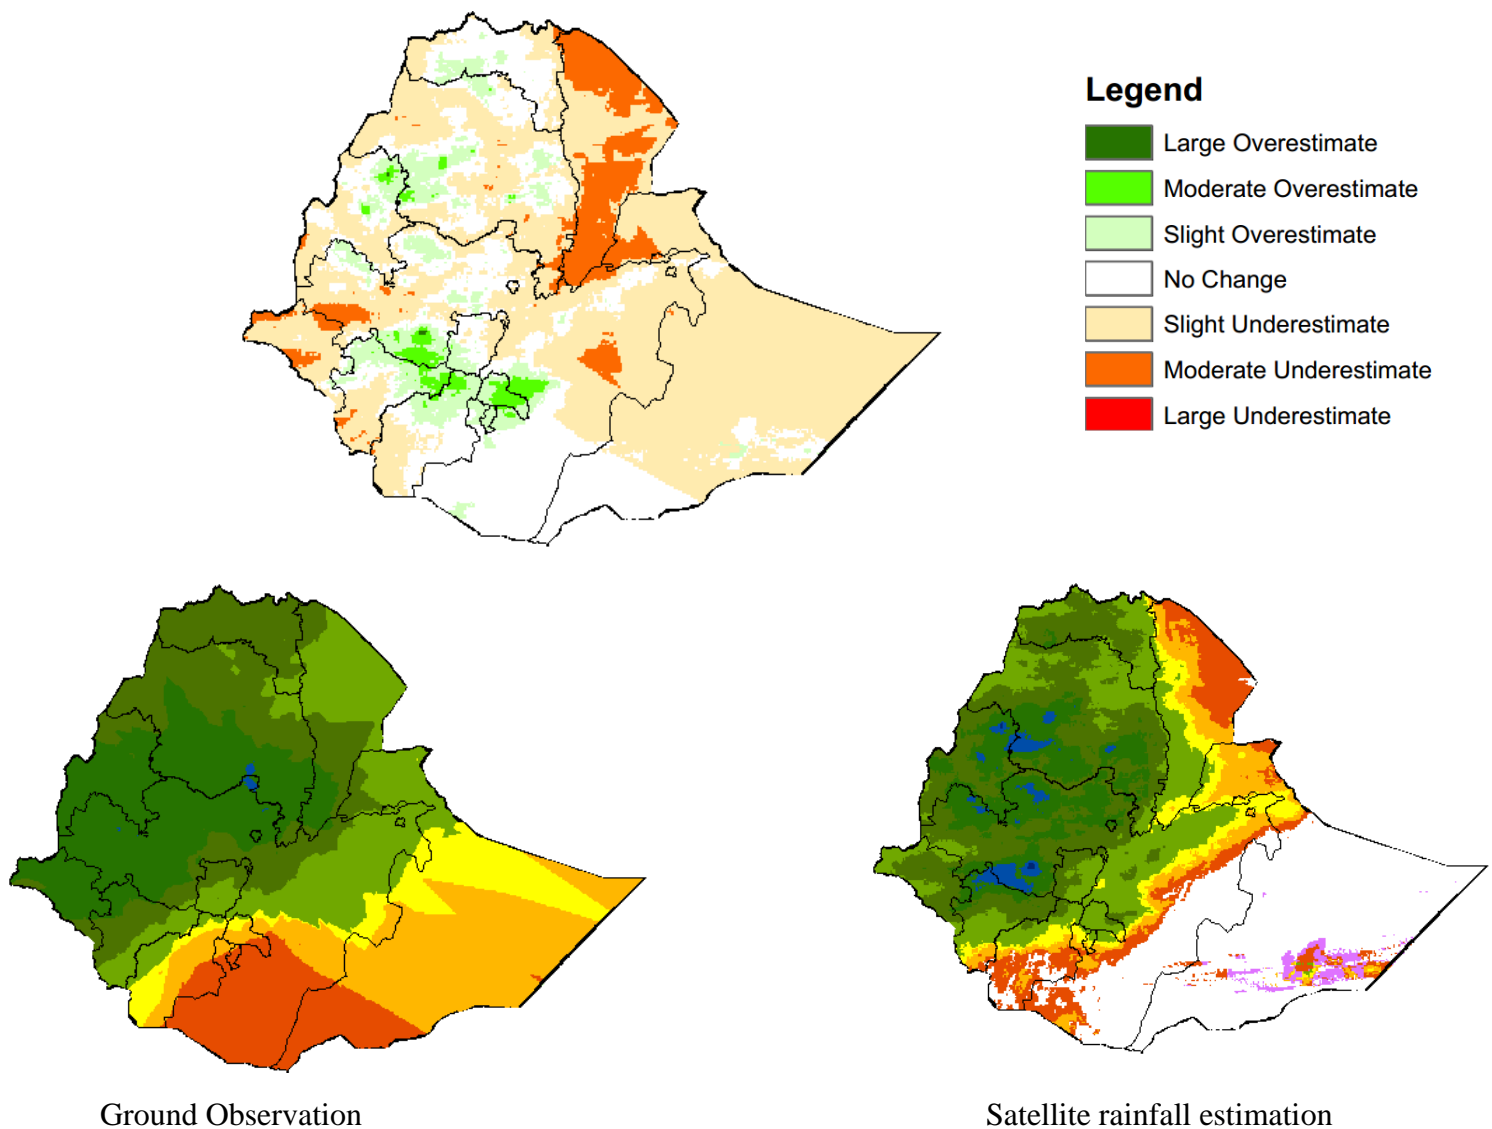 Legend
Large Overestimate
Moderate Overestimate
Slight Overestimate
No Change
Slight Underestimate
Moderate Underestimate
Large Underestimate
Ground Observation
Satellite rainfall estimation